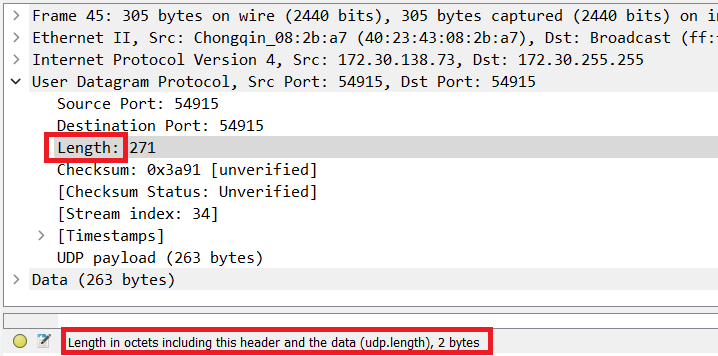 Frame 45: 305 bytes on wire (2440 bits), 305 bytes captured (2440 bits) on in
Ethernet II, Src: Chongqin_08:2b:a7 (40:23:43:08:2b:a7), Dst: Broadcast (ff:
Internet Protocol Version 4, Src: 172.30.138.73, Dst: 172.30.255.255
User Datagram Protocol, Src Port: 54915, Dst Port: 54915
Source Port: 54915
Destination Port: 54915
Length: 271
Checksum: 0x3a91 [unverified]
[Checksum Status: Unverified]
[Stream index: 34]
[Timestamps]
UDP payload (263 bytes)
Data (263 bytes)
Length in octets including this header and the data (udp.length), 2 bytes